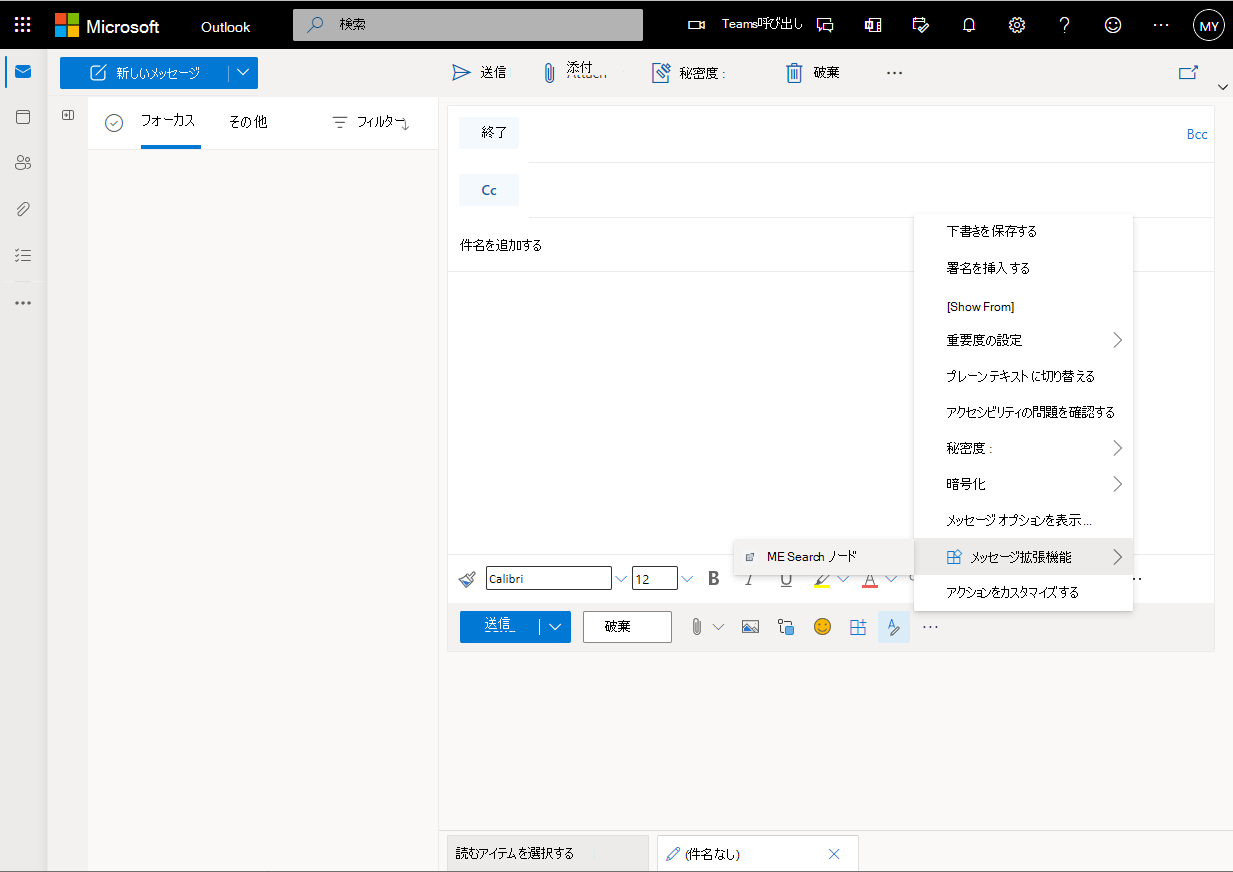 Microsoft
Outlook
検索
Teams呼び出し
MY
新しいメッセージ
送信
添付
秘密度 :
破棄
フォーカス
その他
フィルター
終了
Bcc
Cc
件名を追加する
下書きを保存する
署名を挿入する
[Show From]
重要度の設定
プレーン テキストに切り替える
アクセシビリティの問題を確認する
秘密度 :
暗号化
メッセージ オプションを表示...
ME Search ノード
メッセージ拡張機能
アクションをカスタマイズする
Calibri
12
B
I
U
A
送信
破棄
読むアイテムを選択する
(件名なし)